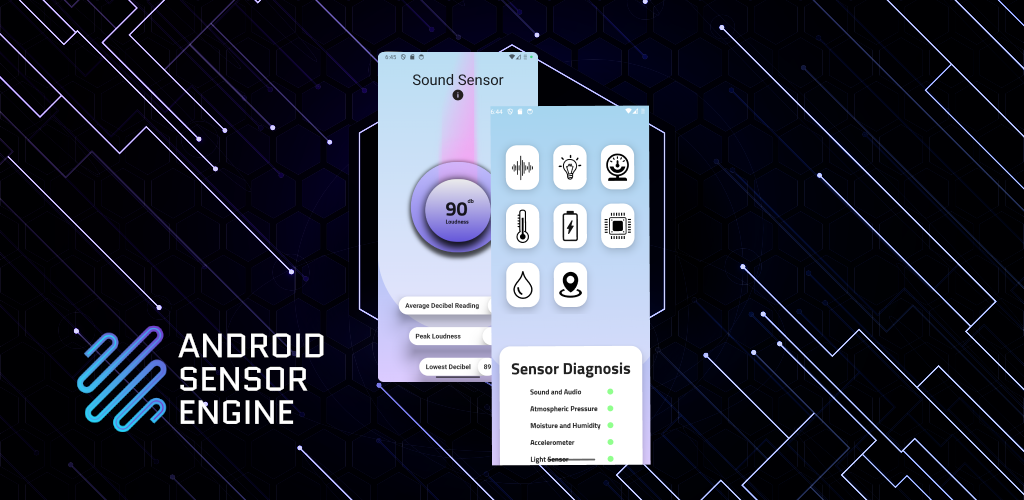 6:45
Sound Sensor
i
90 db
Loudness
Average Decibel Reading
Peak Loudness
Lowest Decibel 89
6:44
Sensor Diagnosis
Sound and Audio
Atmospheric Pressure
Moisture and Humidity
Accelerometer
Light Sensor
ANDROID
SENSOR
ENGINE